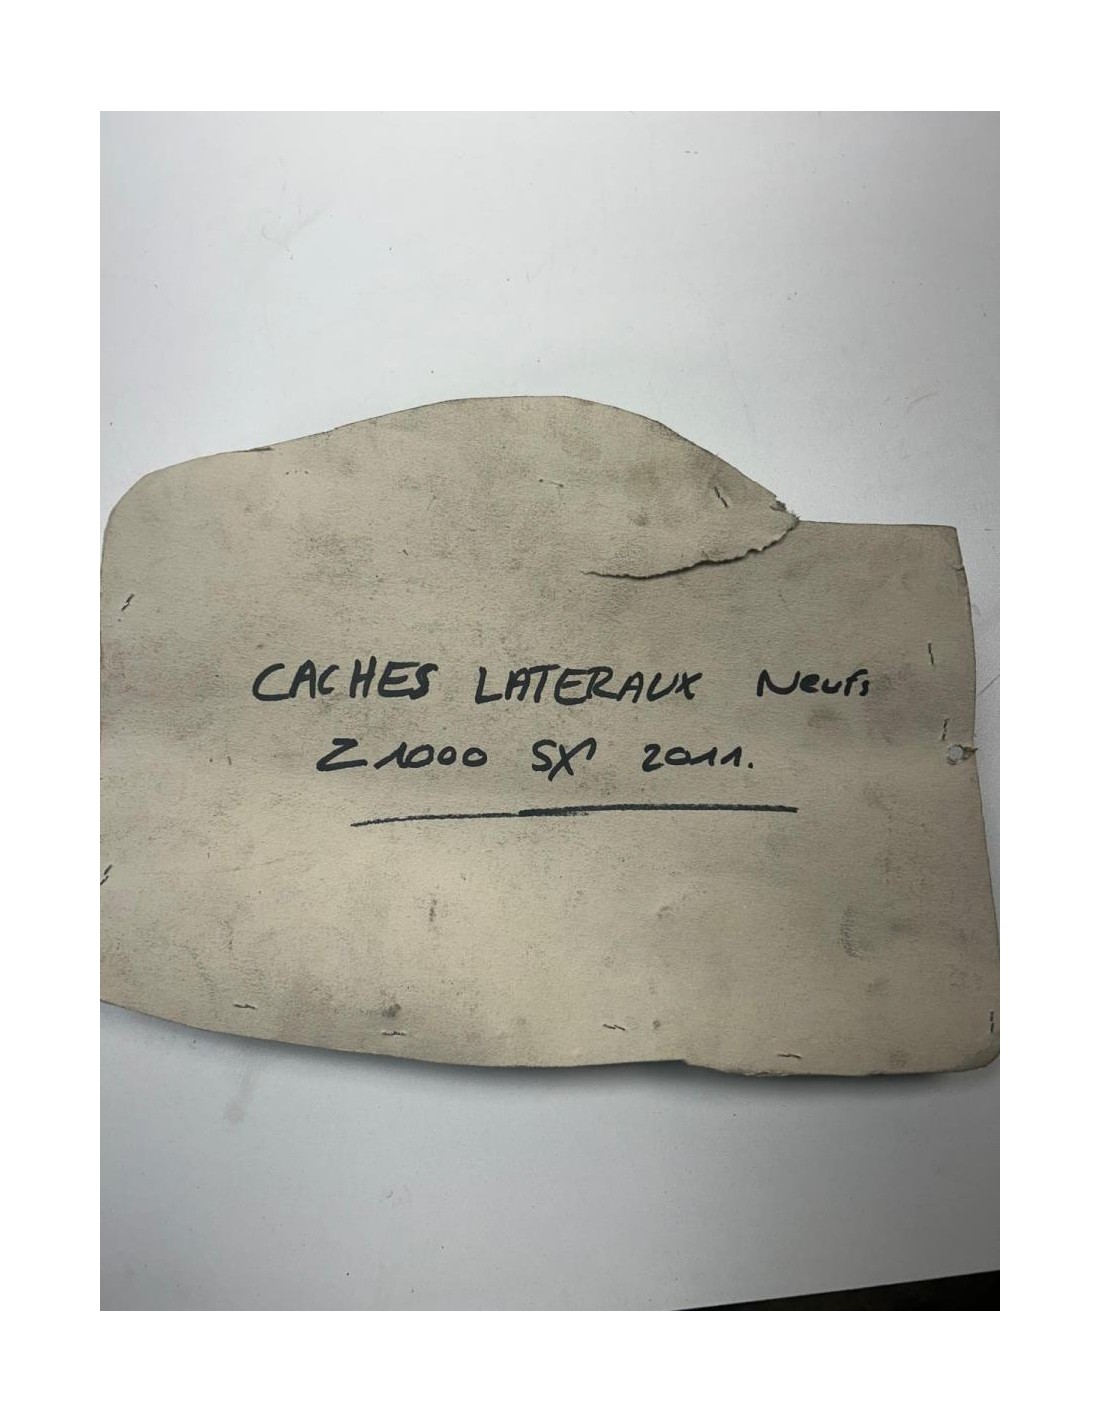 CACHES LATERAUX Neufs
Z1000 SX 2011.